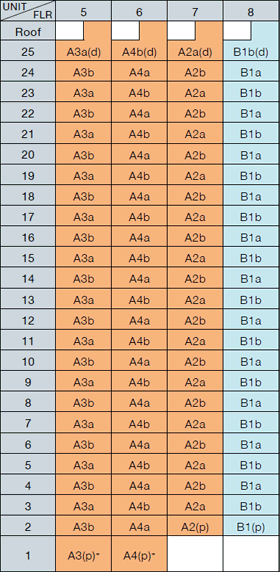 UNIT
FLR 5 6 7 8
Roof
25 A3a(d) A4b(d) A2a(d) B1b(d)
24 A3b A4a A2b B1a
23 A3a A4b A2a B1b
22 A3b A4a A2b B1a
21 A3a A4b A2a B1b
20 A3b A4a A2b B1a
19 A3a A4b A2a B1b
18 A3b A4a A2b B1a
17 A3a A4b A2a B1b
16 A3b A4a A2b B1a
15 A3a A4b A2a B1b
14 A3b A4a A2b B1a
13 A3a A4b A2a B1b
12 A3b A4a A2b B1a
11 A3a A4b A2a B1b
10 A3b A4a A2b B1a
9 A3a A4b A2a B1b
8 A3b A4a A2b B1a
7 A3a A4b A2a B1b
6 A3b A4a A2b B1a
5 A3a A4b A2a B1b
4 A3b A4a A2b B1a
3 A3a A4b A2a B1b
2 A3b A4a A2(p) B1(p)
1 A3(p)* A4(p)*